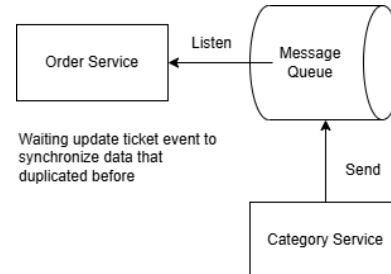 Listen
Message
Queue
Order Service
Waiting update ticket event to
synchronize data that
duplicated before
Send
Category Service